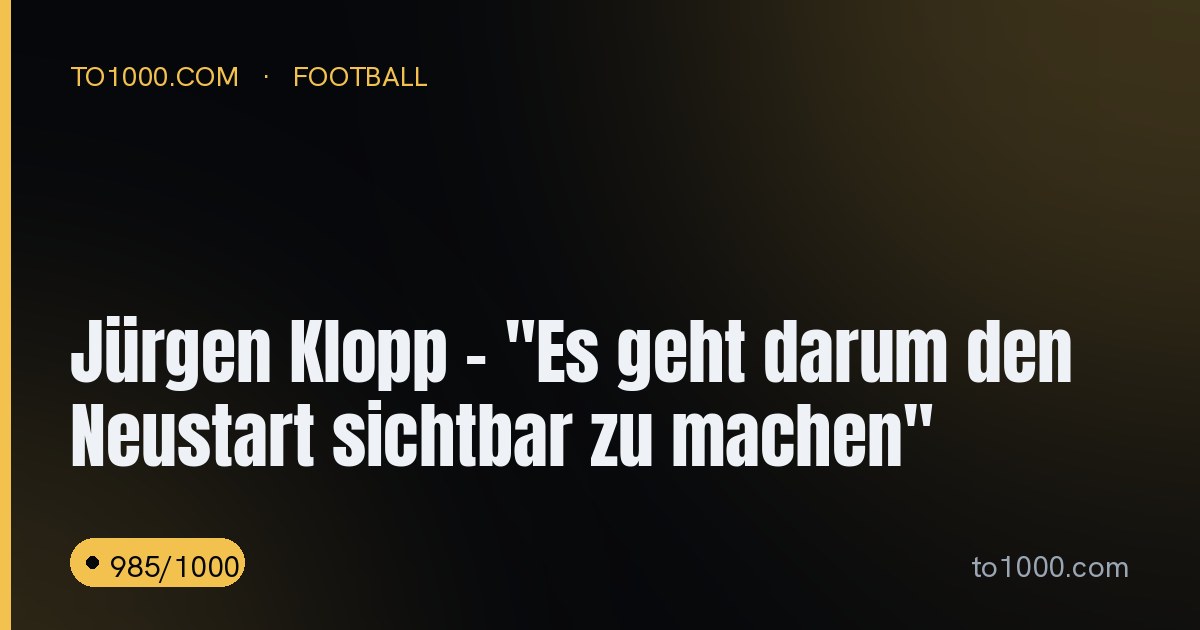 TO1000.COM · FOOTBALL
Jürgen Klopp - "Es geht darum den
Neustart sichtbar zu machen"
985/1000
to1000.com